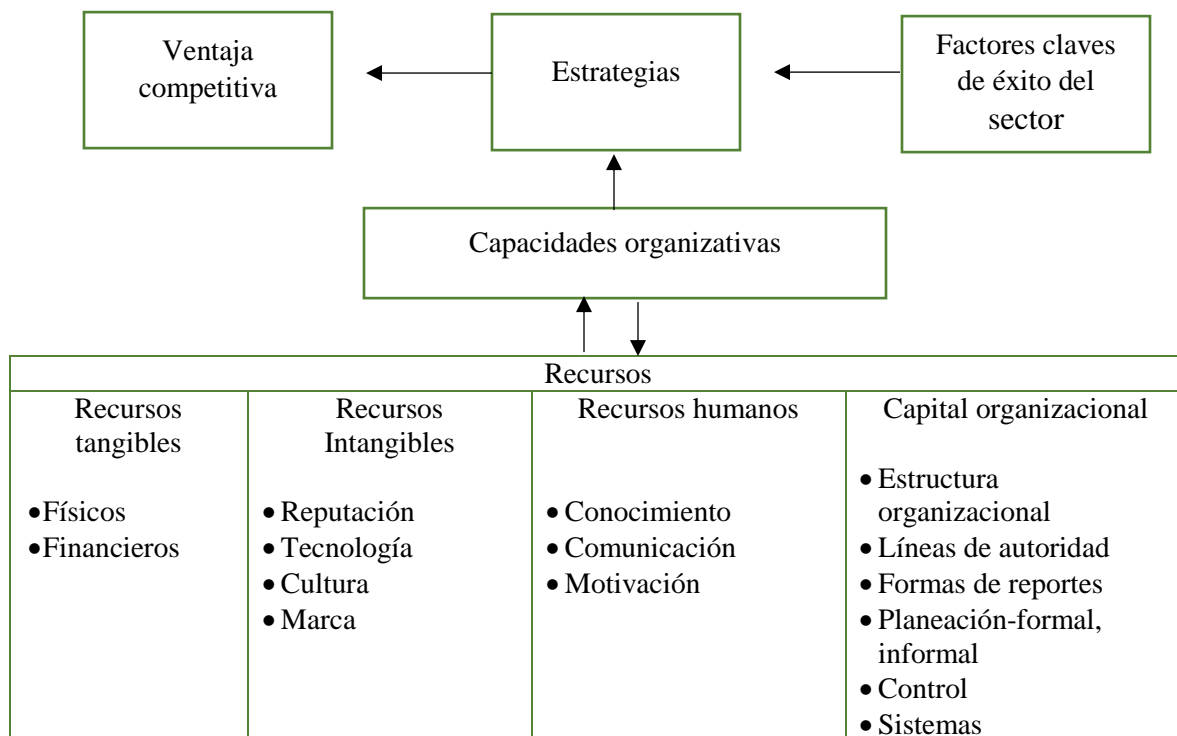 Ventaja
competitiva
Estrategias
Factores claves
de éxito del
sector
Capacidades organizativas
Recursos
Recursos
tangibles
•Físicos
•Financieros
Recursos
Intangibles
• Reputación
• Tecnología
• Cultura
• Marca
Recursos humanos
• Conocimiento
• Comunicación
• Motivación
Capital organizacional
• Estructura
organizacional
• Líneas de autoridad
• Formas de reportes
• Planeación-formal,
informal
• Control
• Sistemas